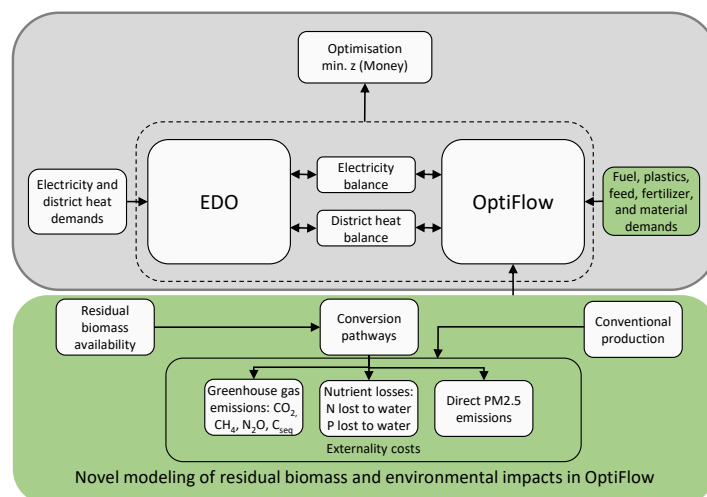 Optimisation
min. z (Money)
Electricity and
district heat
demands
EDO
Electricity
balance
District heat
balance
OptiFlow
Fuel, plastics,
feed, fertilizer,
and material
demands
Residual
biomass
availability
Conversion
pathways
Conventional
production
Greenhouse gas
emissions: CO₂,
CH₄, N₂O, C_seq
Nutrient losses:
N lost to water
P lost to water
Direct PM2.5
emissions
Externality costs
Novel modeling of residual biomass and environmental impacts in OptiFlow